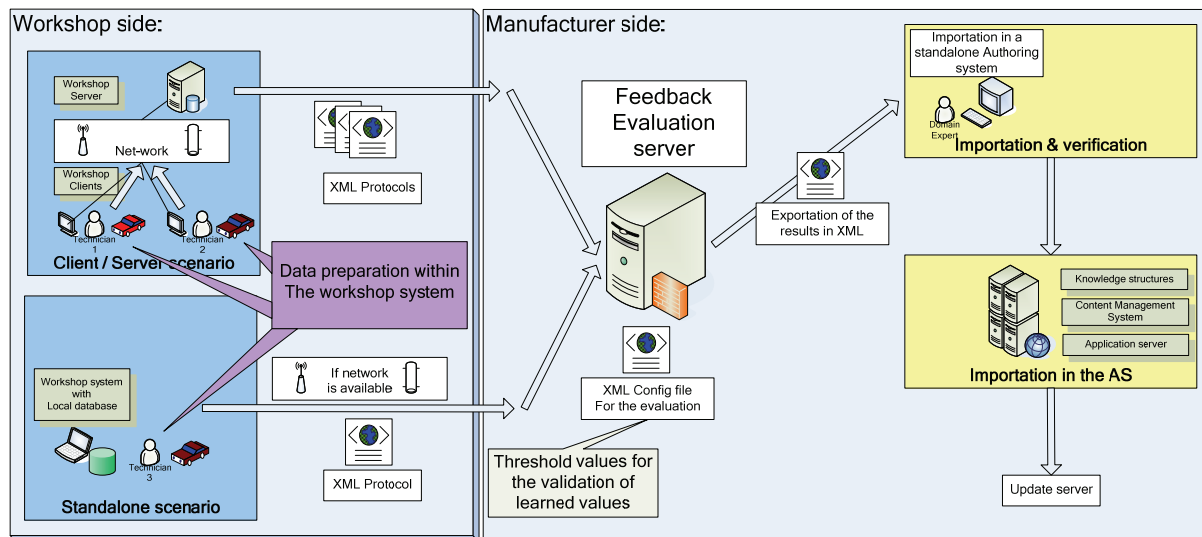 Workshop side:
Workshop
Server
Net-work
Workshop
Clients
Technician
1
Technician
2
Client / Server scenario
XML Protocols
Data preparation within
The workshop system
Workshop system
with
Local database
Technician
3
Standalone scenario
If network
is available
XML Protocol
Manufacturer side:
Feedback
Evaluation
server
XML Config file
For the evaluation
Threshold values for
the validation of
learned values
Exportation of the
results in XML
Importation in a
standalone Authoring
system
Domain
Expert
Importation & verification
Knowledge structures
Content Management
System
Application server
Importation in the AS
Update server